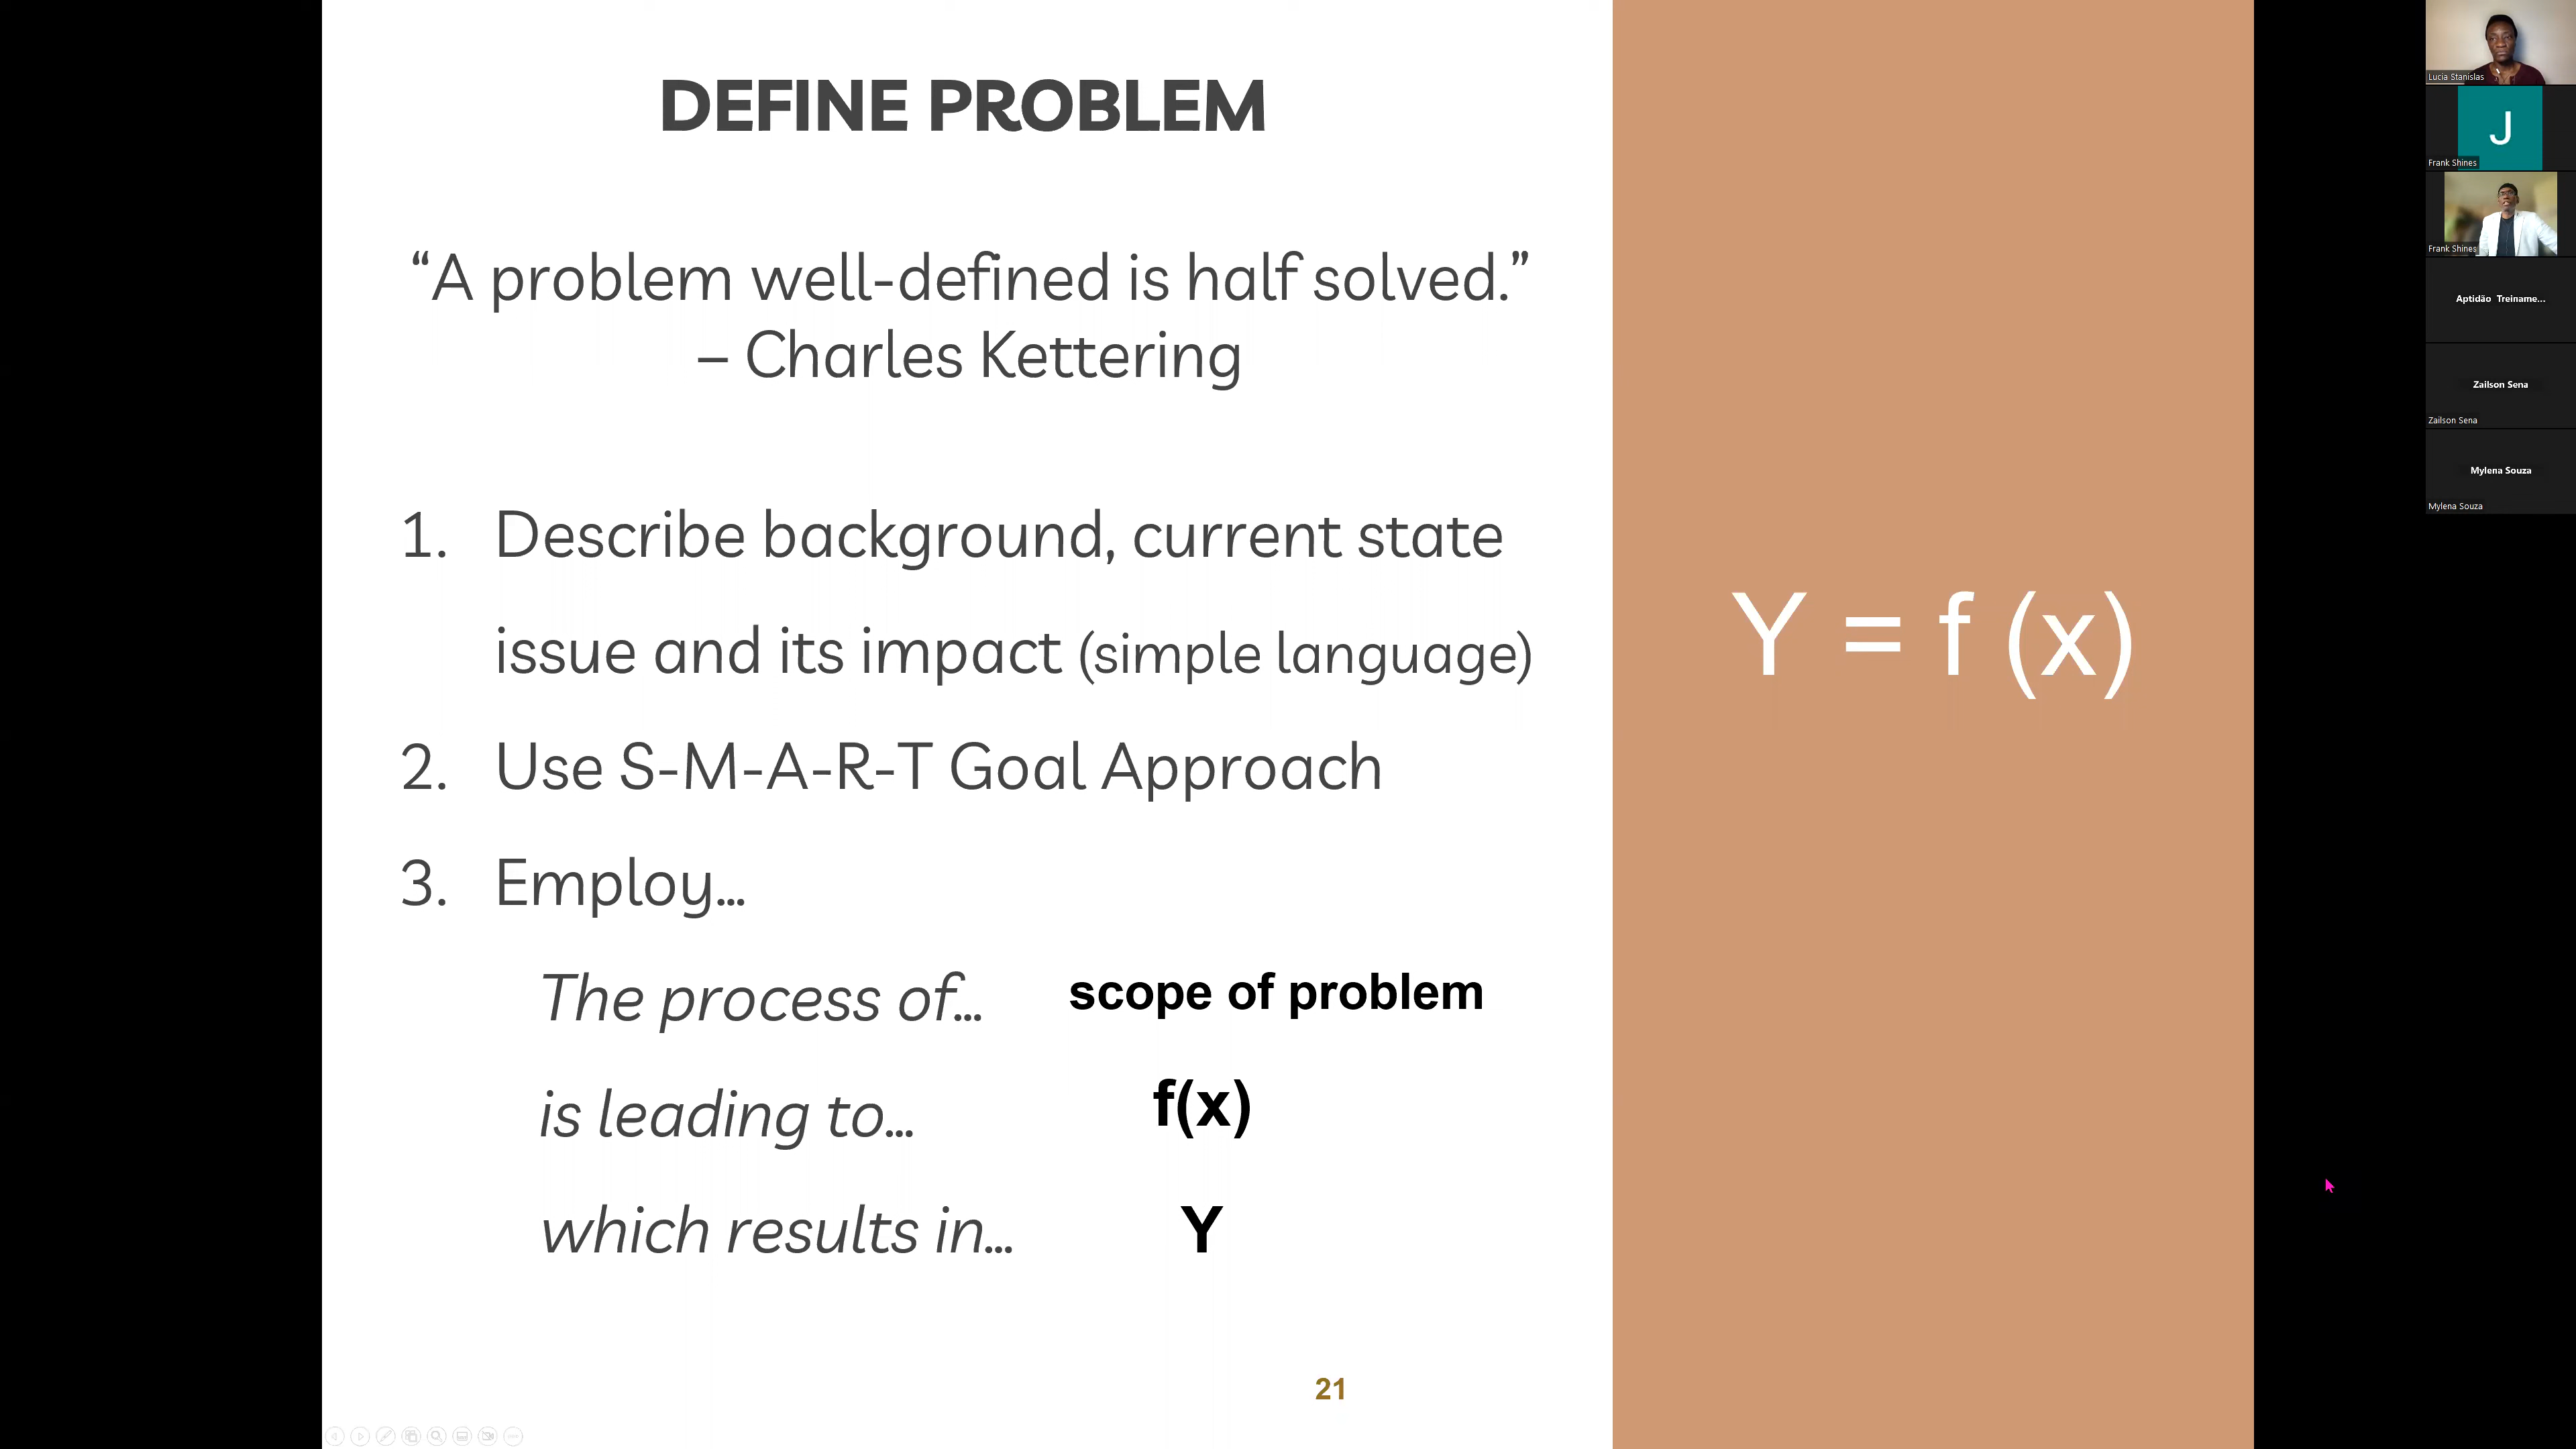 DEFINE PROBLEM
“A problem well-defined is half solved.”
– Charles Kettering
1. Describe background, current state
issue and its impact (simple language)
2. Use S-M-A-R-T Goal Approach
3. Employ...
The process of... scope of problem
is leading to... f(x)
which results in... Y
21
Y = f (x)
Lucia Stanislas
J
Frank Shines
Frank Shines
Aptidão Treiname...
Zailson Sena
Zailson Sena
Mylena Souza
Mylena Souza